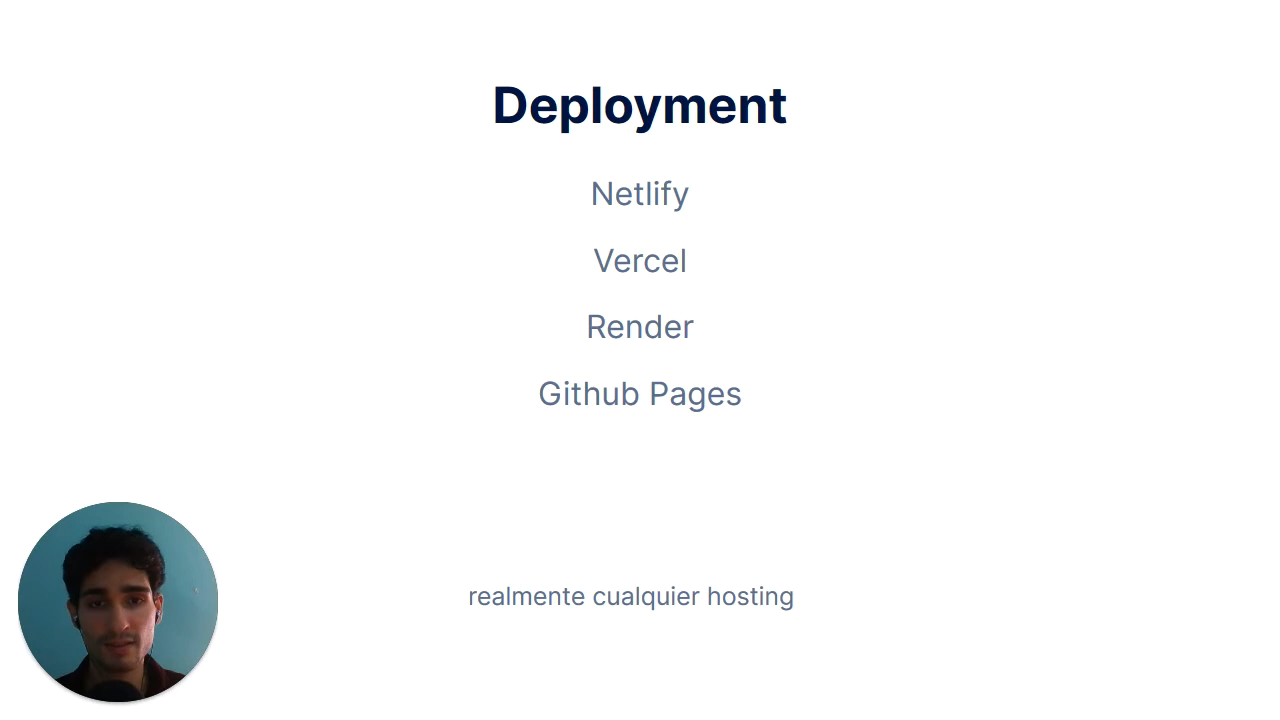 Deployment
Netlify
Vercel
Render
Github Pages
realmente cualquier hosting